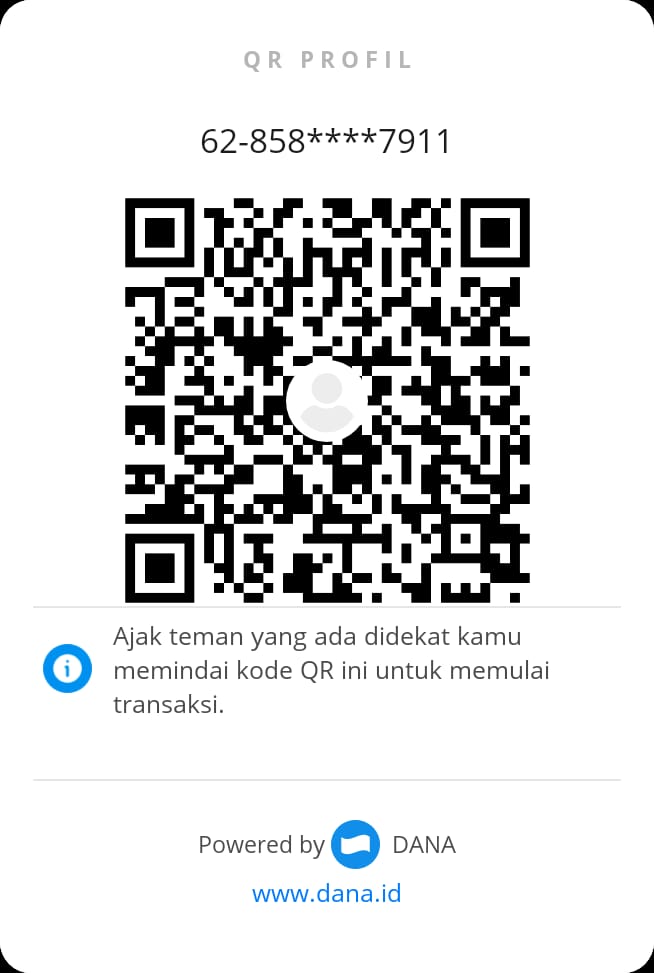 QR PROFIL
62-858****7911
Ajak teman yang ada didekat kamu
memindai kode QR ini untuk memulai
transaksi.
Powered by DANA
www.dana.id